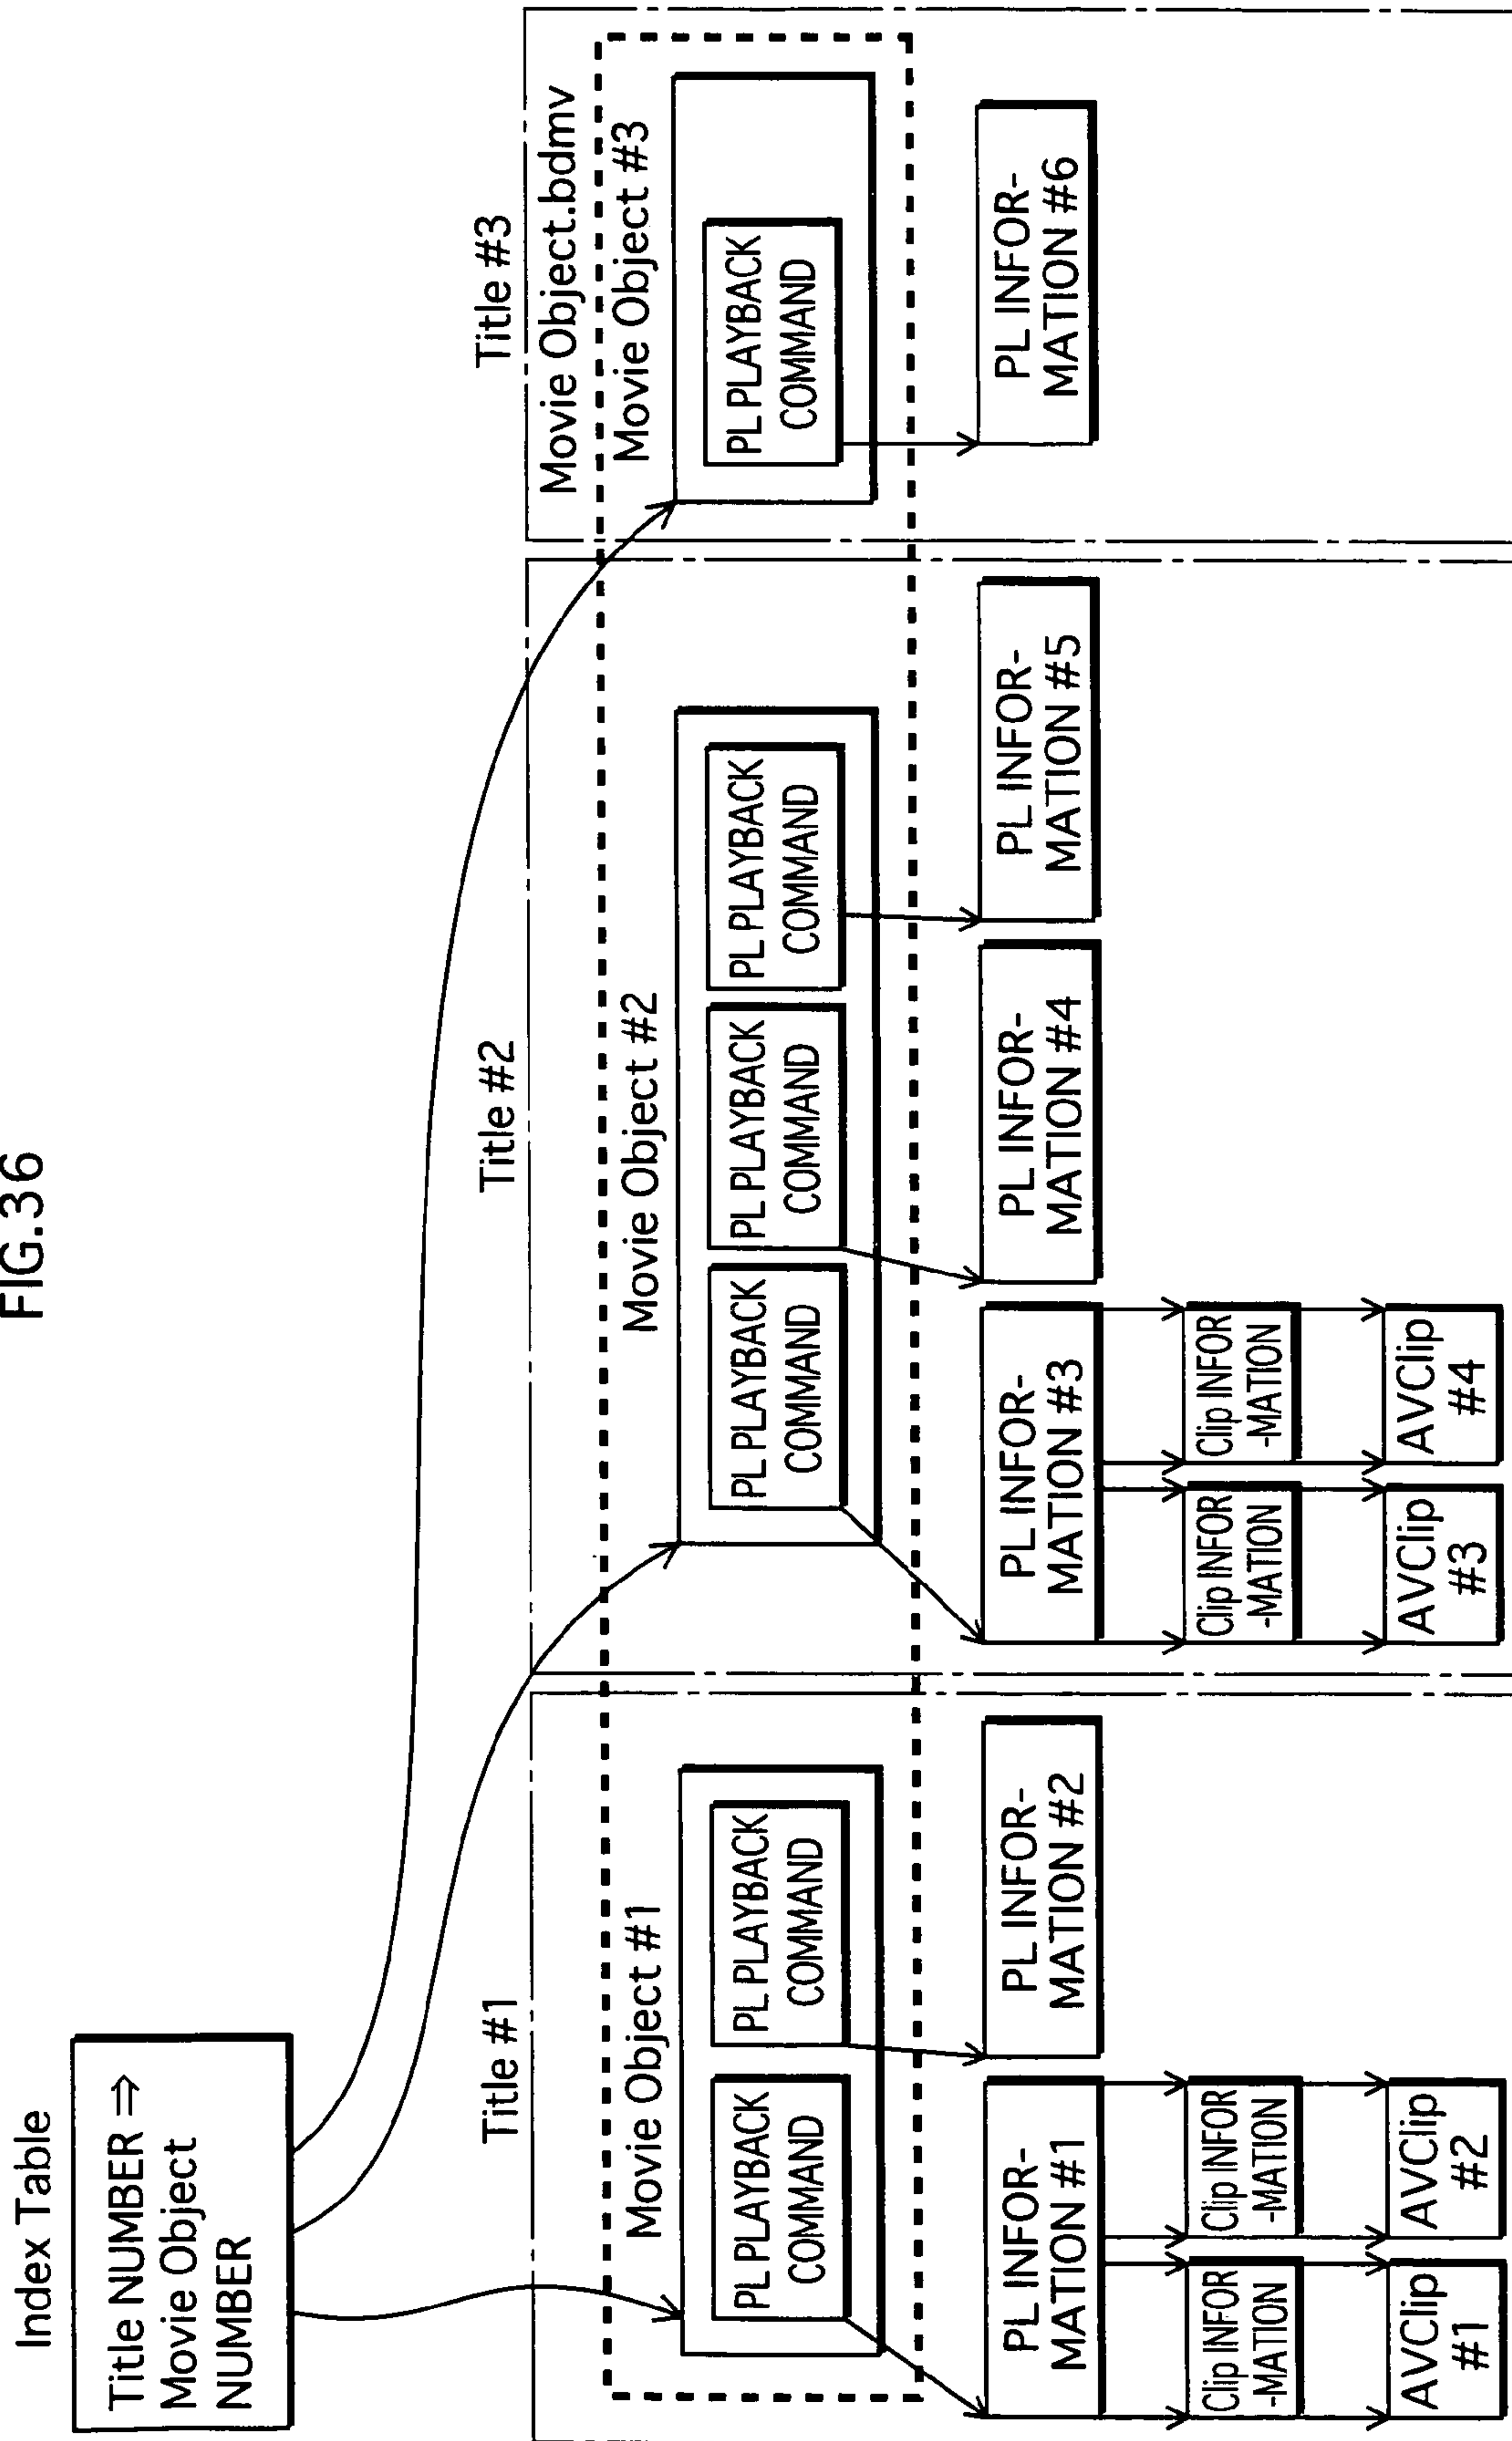 FIG.36
Index Table
Title NUMBER ⇒
Movie Object
NUMBER
Title #1
Title #2
Title #3
Movie Object.bdmv
Movie Object #1
Movie Object #2
Movie Object #3
PL PLAYBACK
COMMAND
PL PLAYBACK
COMMAND
PL PLAYBACK
COMMAND
PL PLAYBACK
COMMAND
PL PLAYBACK
COMMAND
PL PLAYBACK
COMMAND
PL INFOR-
MATION #1
PL INFOR-
MATION #2
PL INFOR-
MATION #3
PL INFOR-
MATION #4
PL INFOR-
MATION #5
PL INFOR-
MATION #6
Clip INFOR
-MATION
Clip INFOR
-MATION
Clip INFOR
-MATION
Clip INFOR
-MATION
AVClip
#1
AVClip
#2
AVClip
#3
AVClip
#4